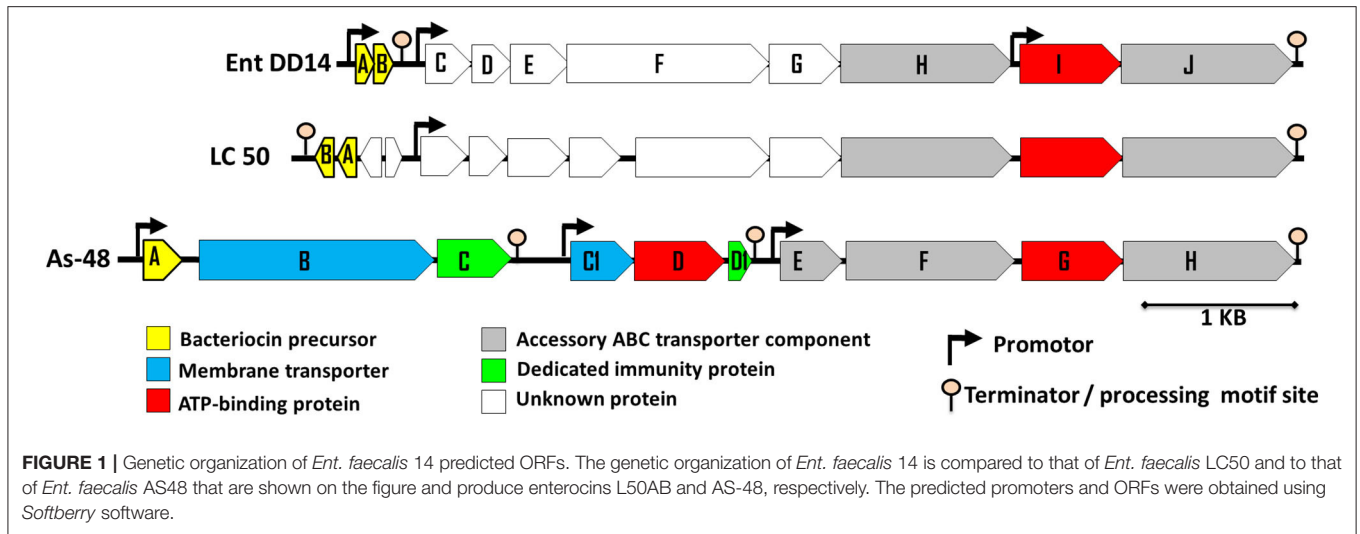 Ent DD14 A B C D E F G H I J
LC 50 B A
As-48 A B C C1 D D1 E F G H
1 KB
Bacteriocin precursor
Membrane transporter
ATP-binding protein
Accessory ABC transporter component
Dedicated immunity protein
Unknown protein
Promotor
Terminator / processing motif site
FIGURE 1 | Genetic organization of Ent. faecalis 14 predicted ORFs. The genetic organization of Ent. faecalis 14 is compared to that of Ent. faecalis LC50 and to that
of Ent. faecalis AS48 that are shown on the figure and produce enterocins L50AB and AS-48, respectively. The predicted promoters and ORFs were obtained using
Softberry software.